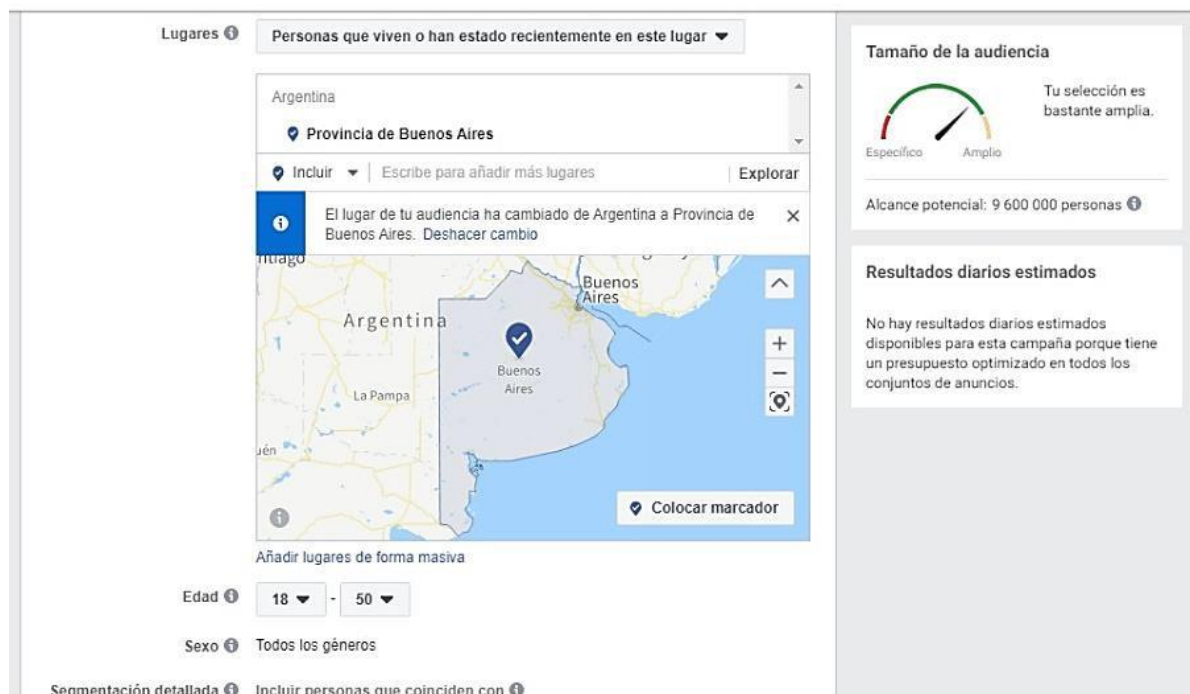 Lugares
Personas que viven o han estado recientemente en este lugar
Argentina
Provincia de Buenos Aires
Incluir
Escribe para añadir más lugares
Explorar
El lugar de tu audiencia ha cambiado de Argentina a Provincia de
Buenos Aires. Deshacer cambio
Buenos
Aires
Argentina
Buenos
Aires
La Pampa
Colocar marcador
Añadir lugares de forma masiva
Edad
18 - 50
Sexo
Todos los géneros
Segmentación detallada
Incluir personas que coinciden con
Tamaño de la audiencia
Tu selección es
bastante amplia.
Específico
Amplio
Alcance potencial: 9 600 000 personas
Resultados diarios estimados
No hay resultados diarios estimados
disponibles para esta campaña porque tiene
un presupuesto optimizado en todos los
conjuntos de anuncios.